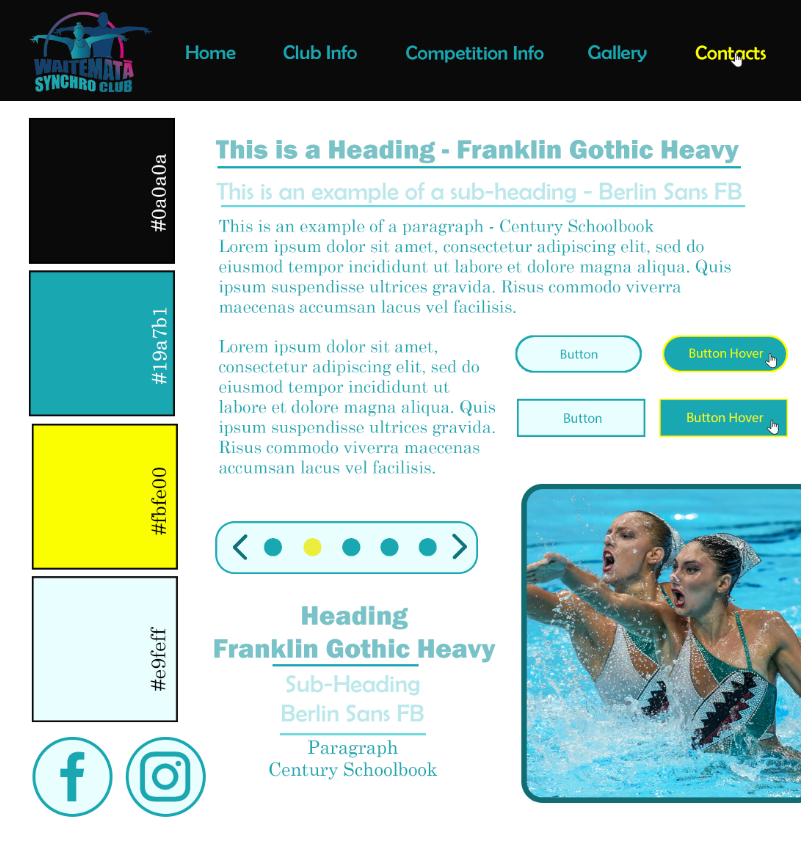 WAITEMATĀ
SYNCHRO CLUB
Home
Club Info
Competition Info
Gallery
Contacts
#0a0a0a
#19a7b1
#fbfe00
#e9feff
This is a Heading - Franklin Gothic Heavy
This is an example of a sub-heading - Berlin Sans FB
This is an example of a paragraph - Century Schoolbook
Lorem ipsum dolor sit amet, consectetur adipiscing elit, sed do
eiusmod tempor incididunt ut labore et dolore magna aliqua. Quis
ipsum suspendisse ultrices gravida. Risus commodo viverra
maecenas accumsan lacus vel facilisis.
Lorem ipsum dolor sit amet,
consectetur adipiscing elit, sed do
eiusmod tempor incididunt ut
labore et dolore magna aliqua. Quis
ipsum suspendisse ultrices gravida.
Risus commodo viverra maecenas
accumsan lacus vel facilisis.
Button
Button Hover
Button
Button Hover
Heading
Franklin Gothic Heavy
Sub-Heading
Berlin Sans FB
Paragraph
Century Schoolbook